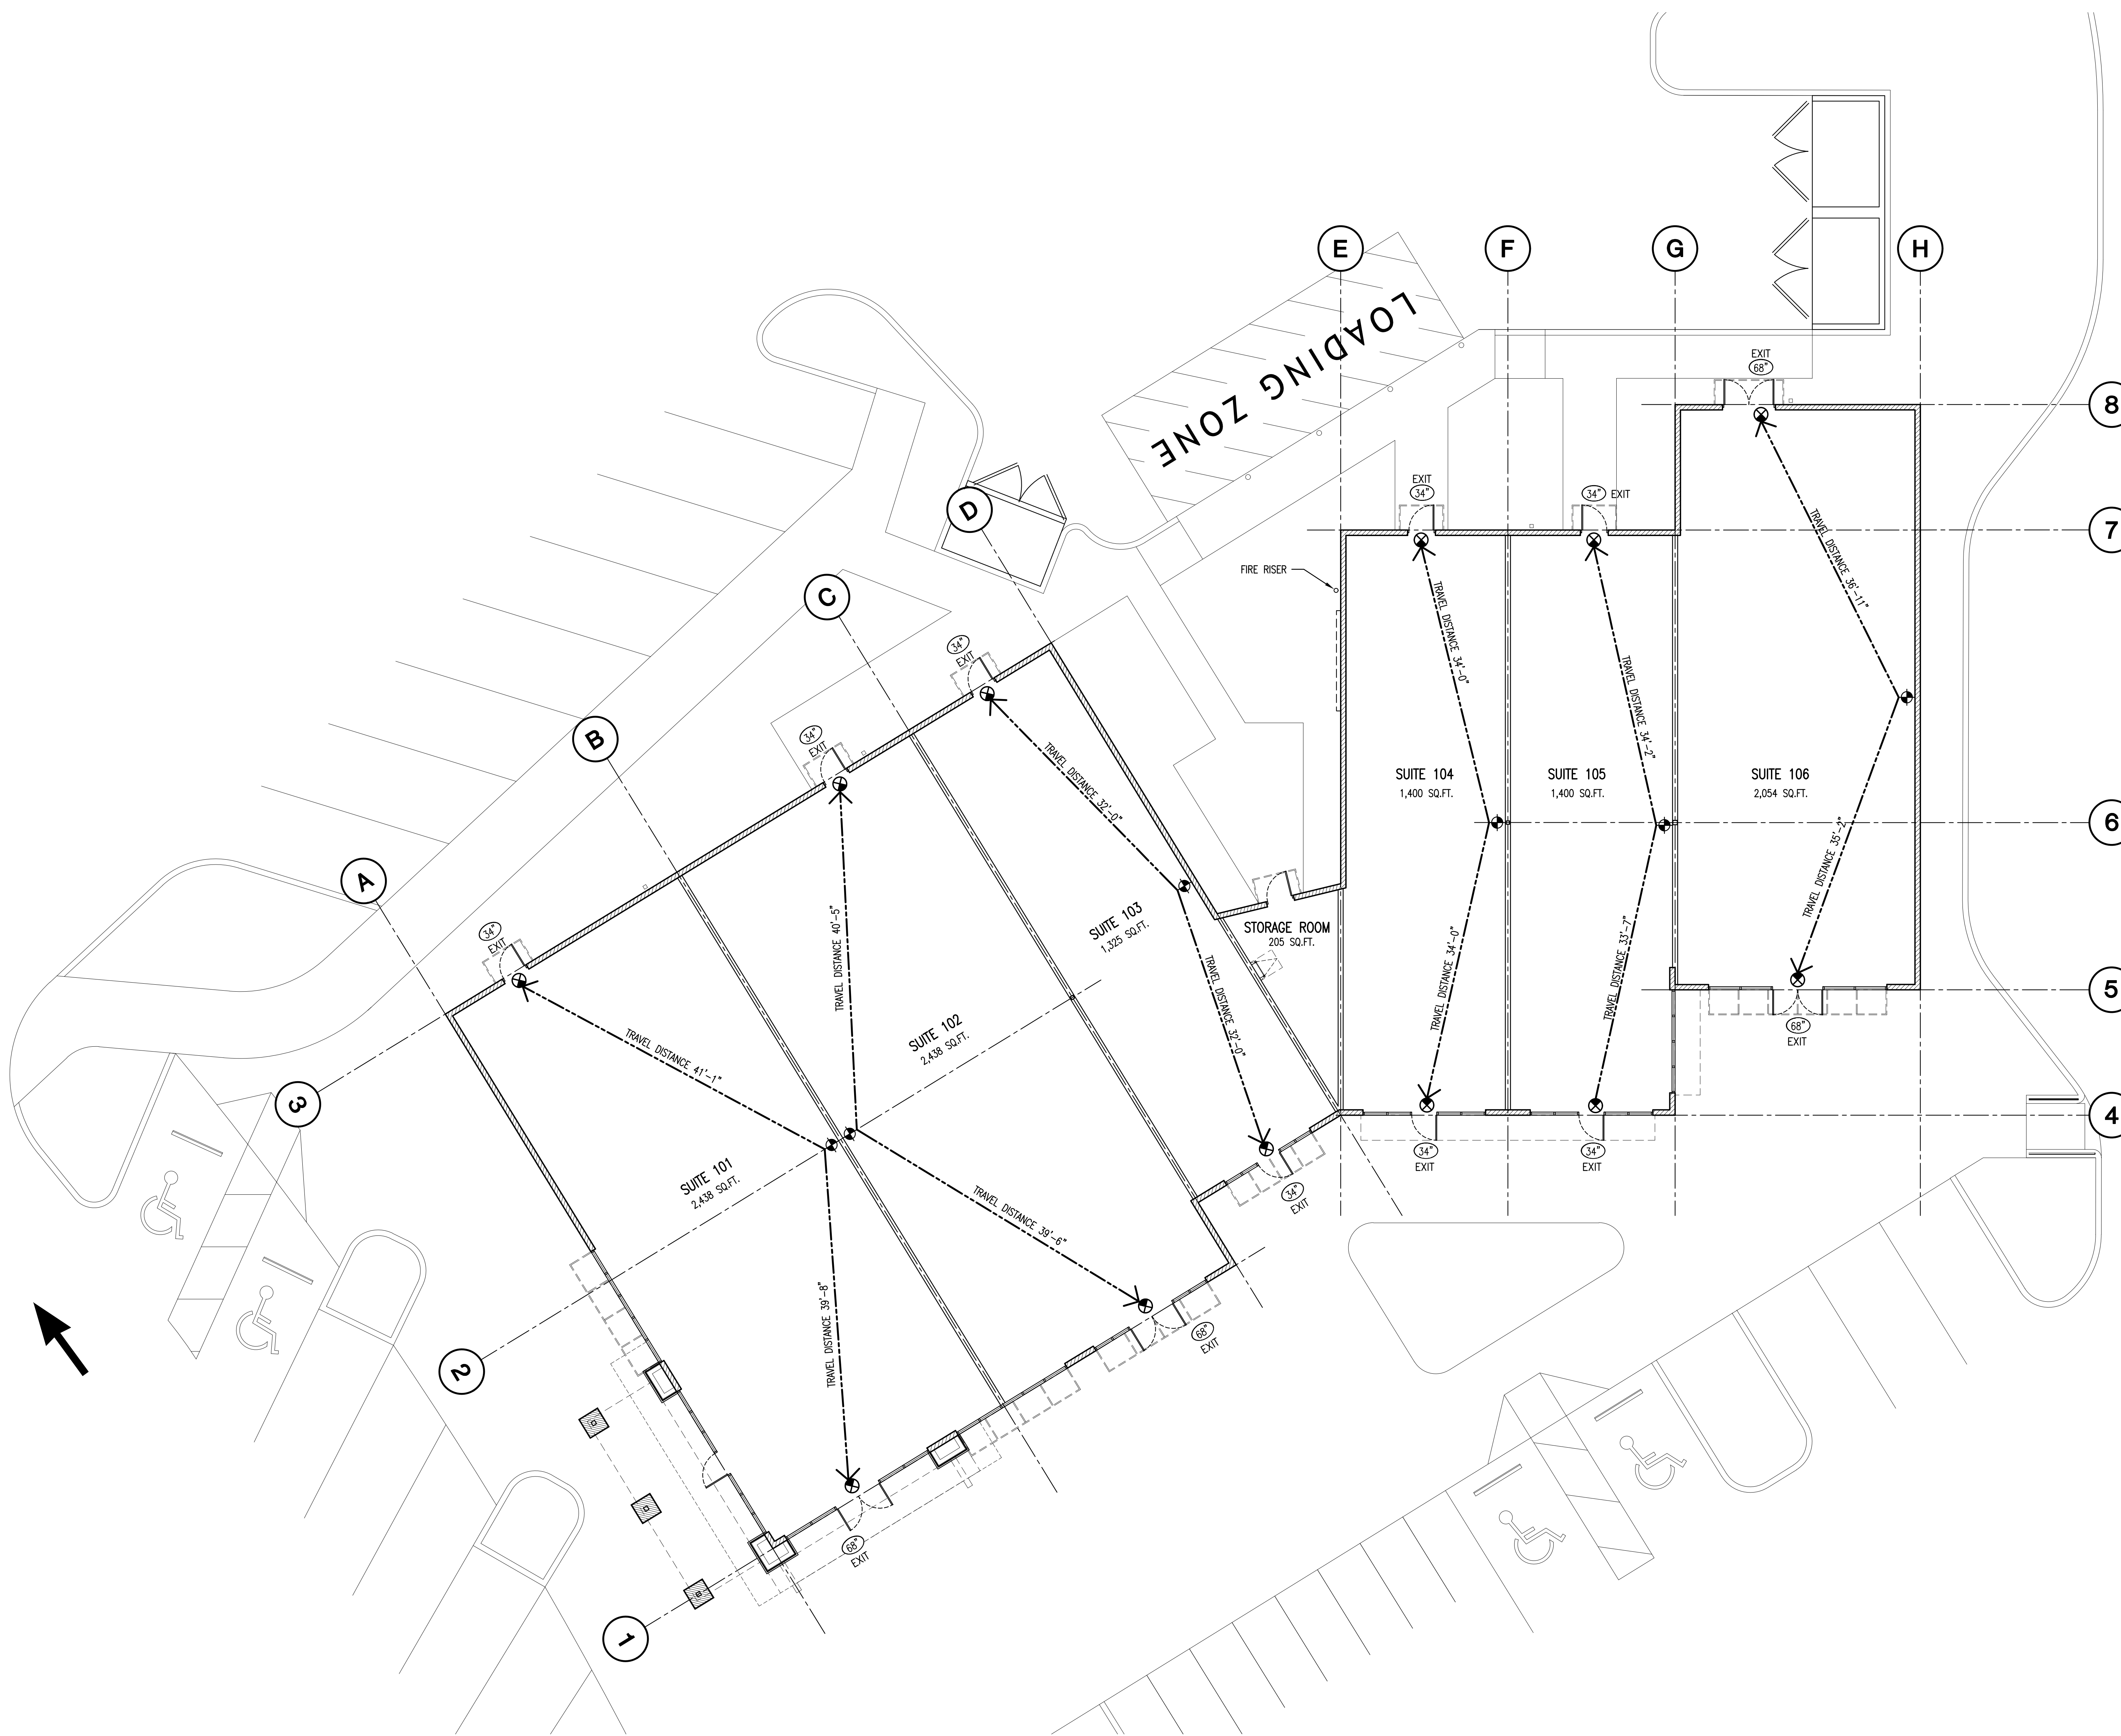 LOADING ZONE
E
F
G
H
EXIT
68"
8
D
EXIT
34"
34" EXIT
7
FIRE RISER
C
TRAVEL DISTANCE 36'-11"
TRAVEL DISTANCE 34'-0"
TRAVEL DISTANCE 34'-2"
34"
EXIT
B
34"
EXIT
TRAVEL DISTANCE 32'-0"
SUITE 104
1,400 SQ.FT.
SUITE 105
1,400 SQ.FT.
SUITE 106
2,054 SQ.FT.
6
A
TRAVEL DISTANCE 35'-2"
34"
EXIT
TRAVEL DISTANCE 40'-5"
SUITE 103
1,325 SQ.FT.
STORAGE ROOM
205 SQ.FT.
TRAVEL DISTANCE 34'-0"
TRAVEL DISTANCE 33'-7"
5
68"
EXIT
TRAVEL DISTANCE 32'-0"
SUITE 102
2,438 SQ.FT.
TRAVEL DISTANCE 41'-1"
3
4
34"
EXIT
34"
EXIT
34"
EXIT
SUITE 101
2,438 SQ.FT.
TRAVEL DISTANCE 39'-6"
TRAVEL DISTANCE 39'-8"
68"
EXIT
2
68"
EXIT
1